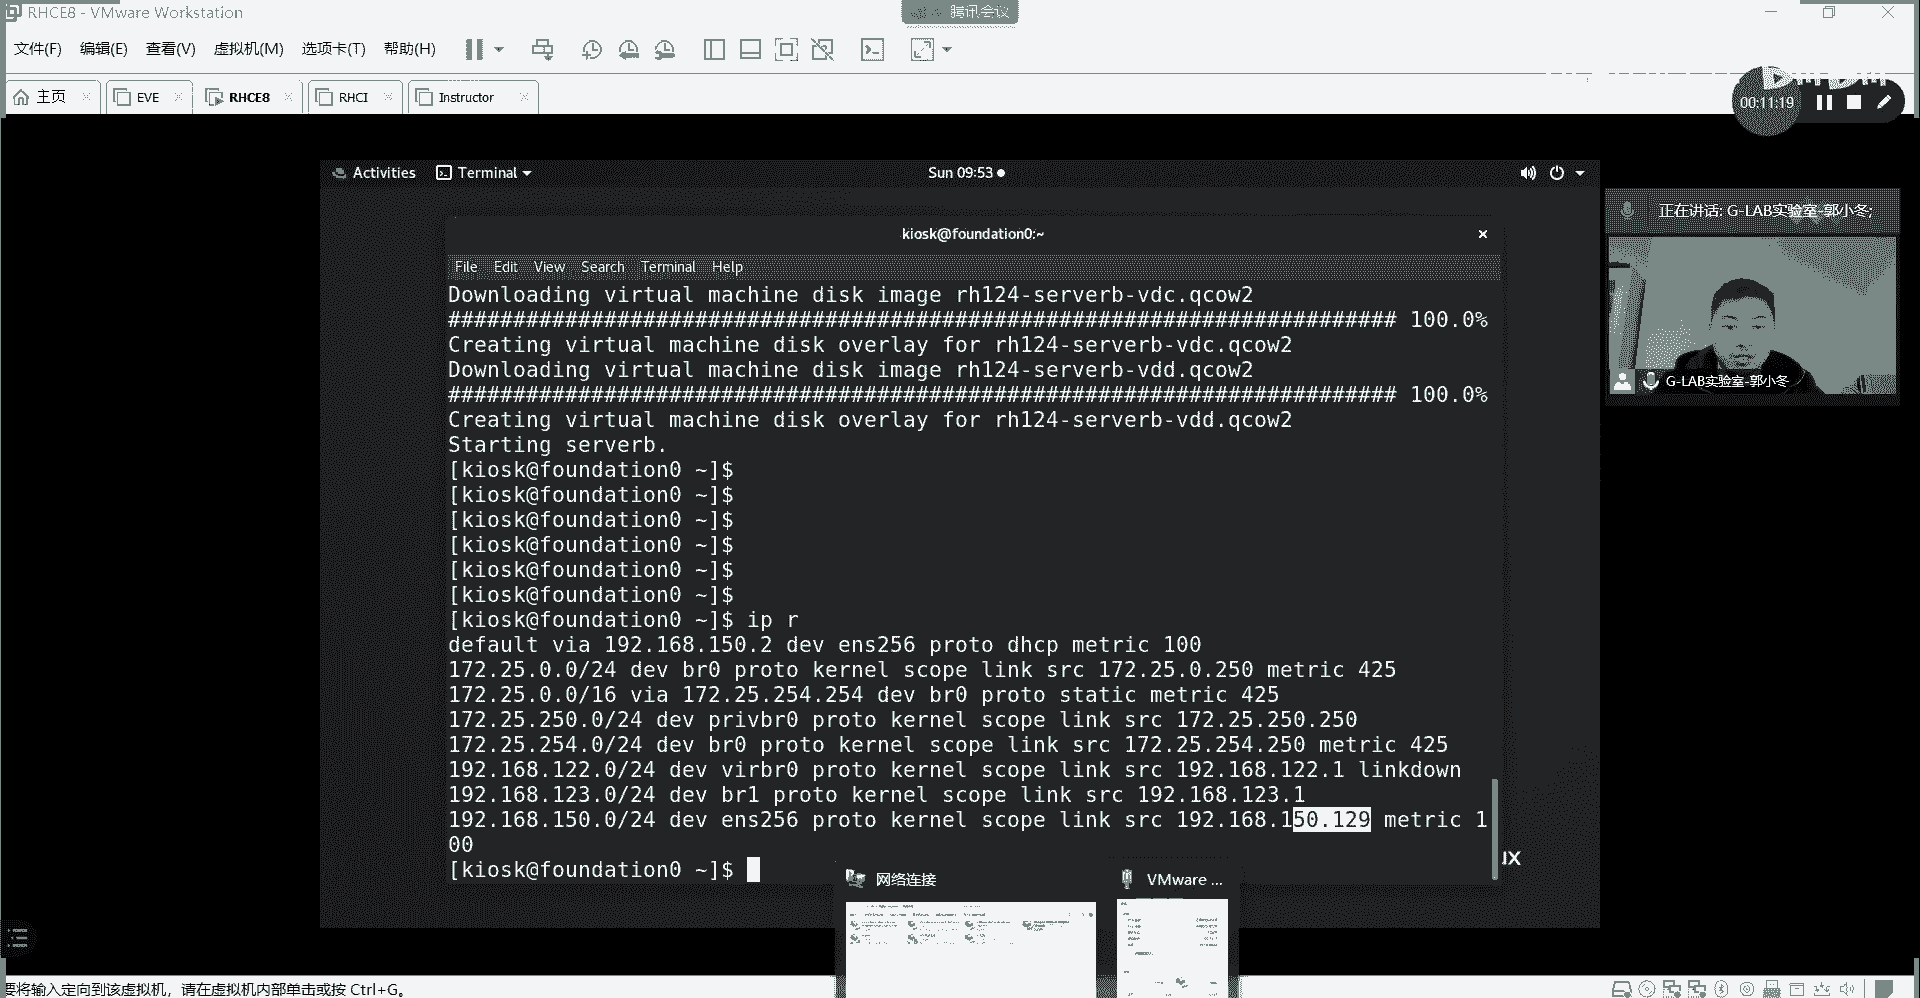 RHCE8 - VMware Workstation
腾讯会议
文件(F) 编辑(E) 查看(V) 虚拟机(M) 选项卡(T) 帮助(H)
主页 EVE RHCE8 RHCI Instructor
00:11:19
Activities Terminal Sun 09:53
正在讲话: G-LAB实验室-郭小冬;
kiosk@foundation0:~
File Edit View Search Terminal Help
Downloading virtual machine disk image rh124-serverb-vdc.qcow2
######################################################################### 100.0%
Creating virtual machine disk overlay for rh124-serverb-vdc.qcow2
Downloading virtual machine disk image rh124-serverb-vdd.qcow2
######################################################################### 100.0%
G-LAB实验室-郭小冬
Creating virtual machine disk overlay for rh124-serverb-vdd.qcow2
Starting serverb.
[kiosk@foundation0 ~]$
[kiosk@foundation0 ~]$
[kiosk@foundation0 ~]$
[kiosk@foundation0 ~]$
[kiosk@foundation0 ~]$
[kiosk@foundation0 ~]$
[kiosk@foundation0 ~]$ ip r
default via 192.168.150.2 dev ens256 proto dhcp metric 100
172.25.0.0/24 dev br0 proto kernel scope link src 172.25.0.250 metric 425
172.25.0.0/16 via 172.25.254.254 dev br0 proto static metric 425
172.25.250.0/24 dev privbr0 proto kernel scope link src 172.25.250.250
172.25.254.0/24 dev br0 proto kernel scope link src 172.25.254.250 metric 425
192.168.122.0/24 dev virbr0 proto kernel scope link src 192.168.122.1 linkdown
192.168.123.0/24 dev br1 proto kernel scope link src 192.168.123.1
192.168.150.0/24 dev ens256 proto kernel scope link src 192.168.150.129 metric 1
00
[kiosk@foundation0 ~]$
网络连接 VMware ...
要将输入定向到该虚拟机，请在虚拟机内部单击或按 Ctrl+G。